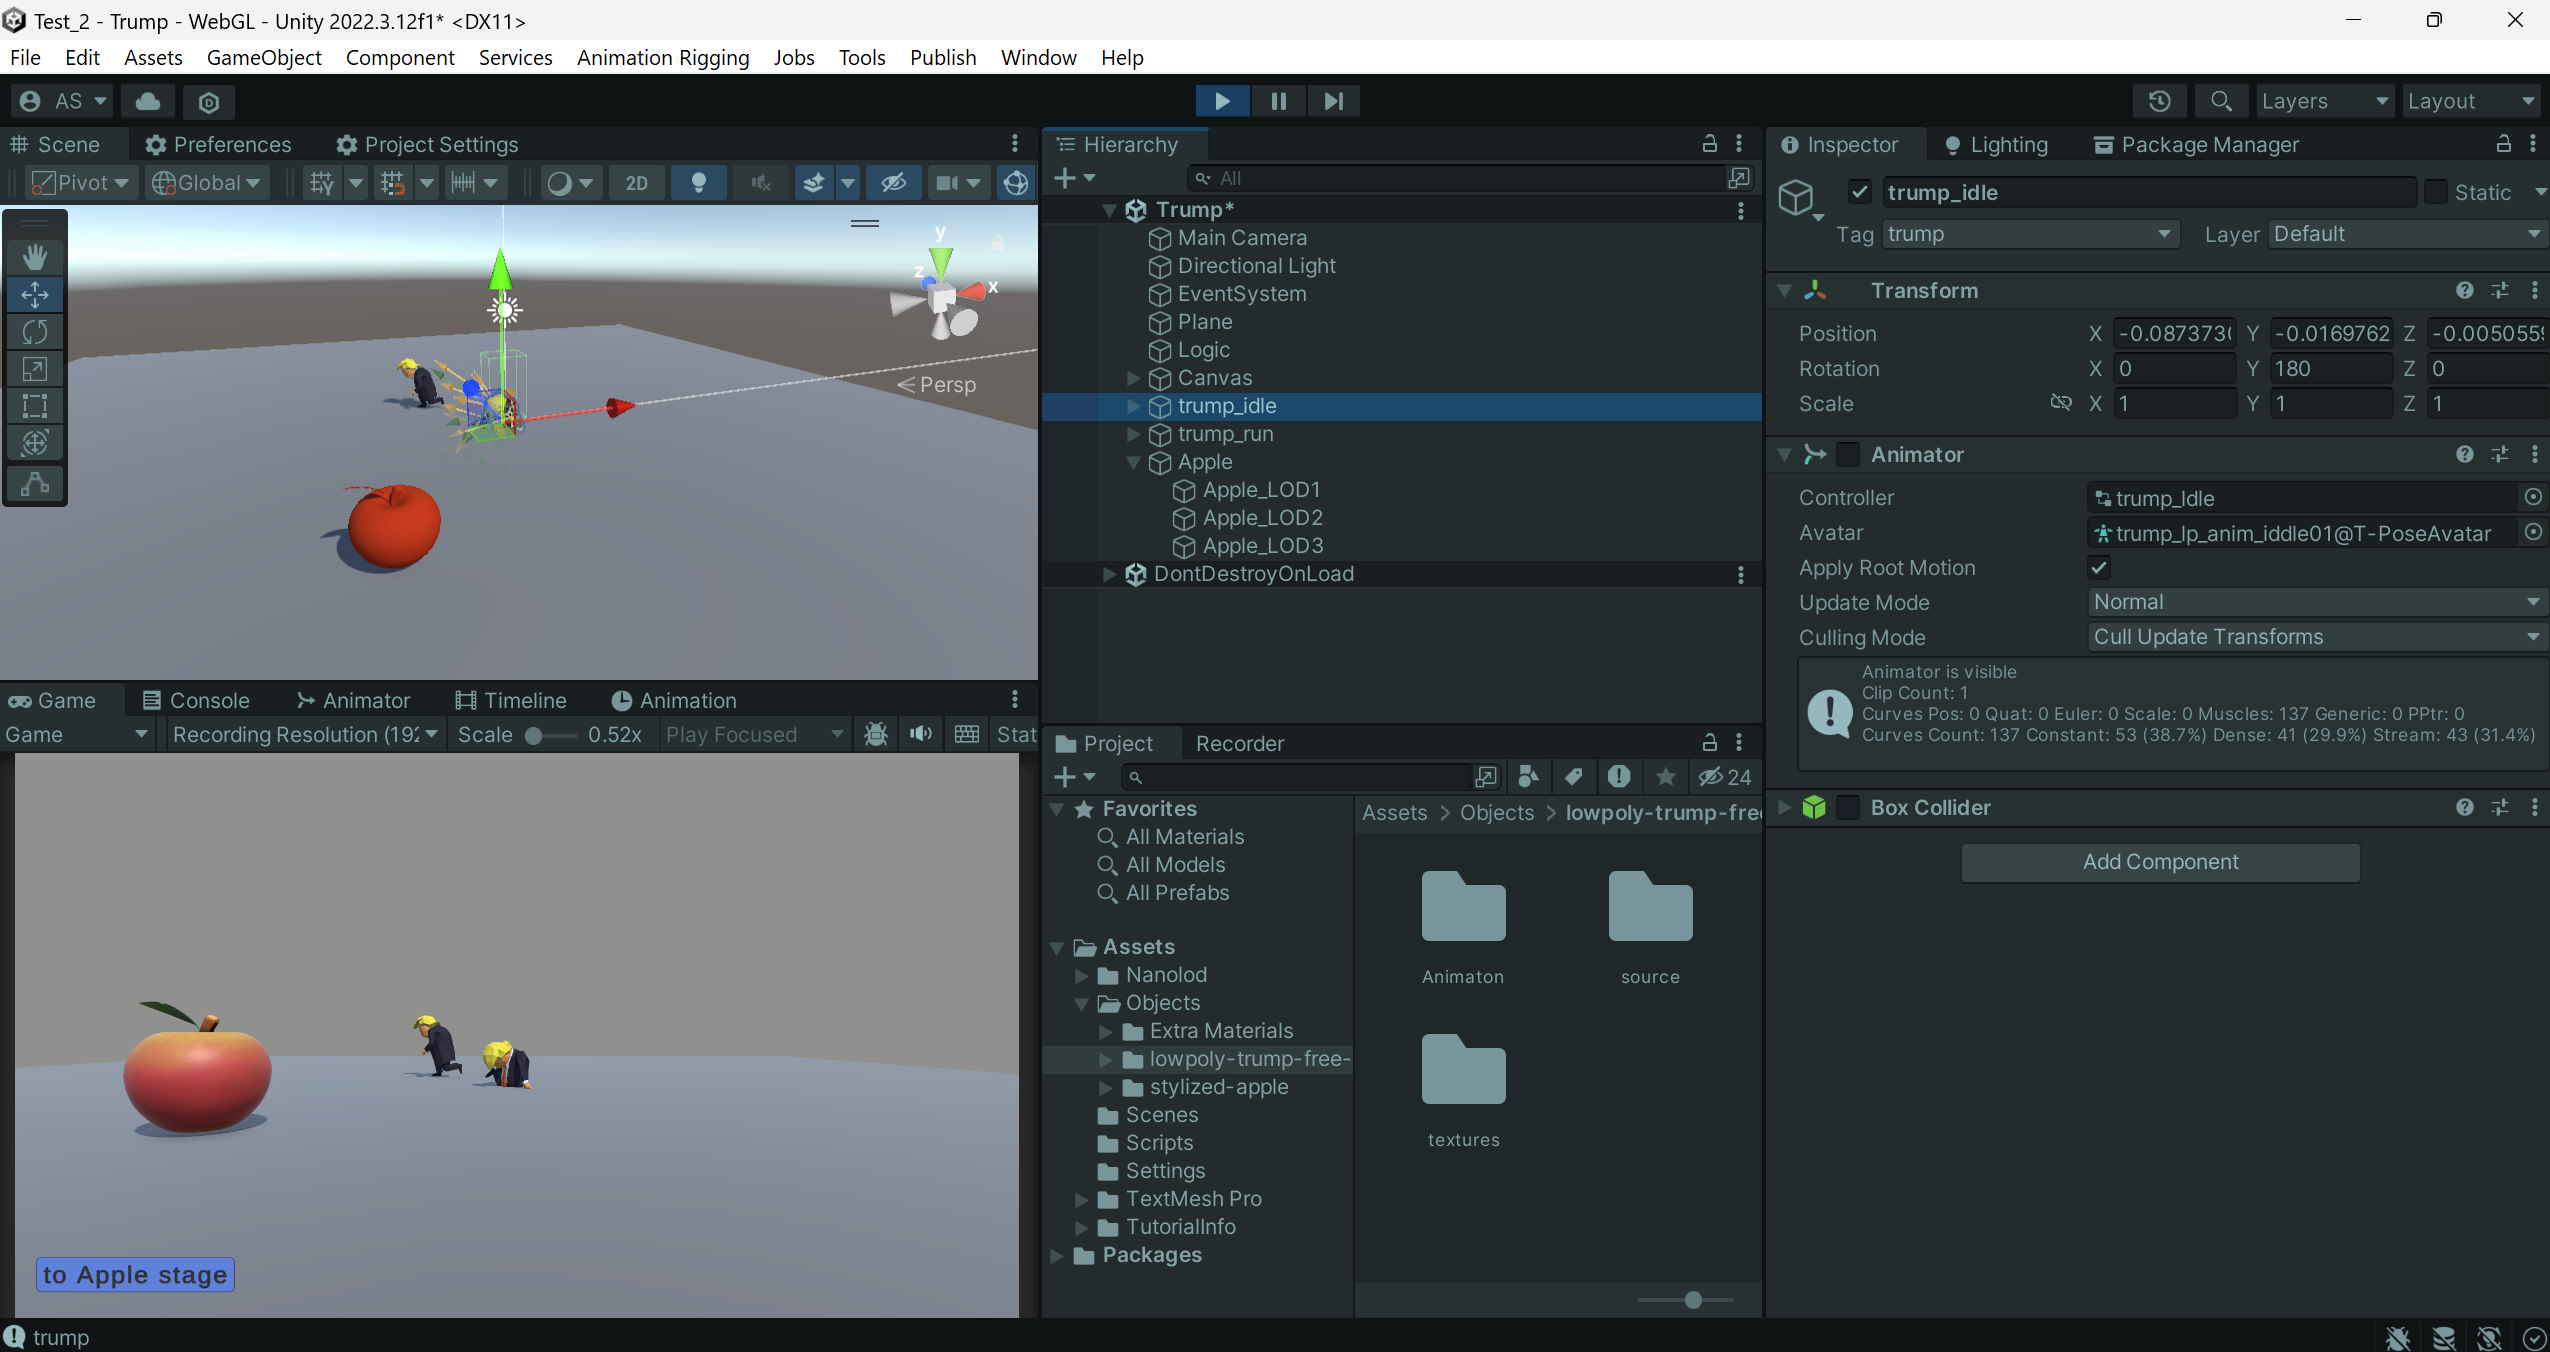 Test_2 - Trump - WebGL - Unity 2022.3.12f1* <DX11>
File Edit Assets GameObject Component Services Animation Rigging Jobs Tools Publish Window Help
AS
Layers Layout
Scene Preferences Project Settings
Pivot Global 2D
y
z x
Persp
Hierarchy
All
Trump*
Main Camera
Directional Light
EventSystem
Plane
Logic
Canvas
trump_idle
trump_run
Apple
Apple_LOD1
Apple_LOD2
Apple_LOD3
DontDestroyOnLoad
Inspector Lighting Package Manager
trump_idle Static
Tag trump Layer Default
Transform
Position X -0.087373( Y -0.0169762 Z -0.005055
Rotation X 0 Y 180 Z 0
Scale X 1 Y 1 Z 1
Animator
Controller trump_Idle
Avatar trump_lp_anim_iddle01@T-PoseAvatar
Apply Root Motion
Update Mode Normal
Culling Mode Cull Update Transforms
Animator is visible
Clip Count: 1
Curves Pos: 0 Quat: 0 Euler: 0 Scale: 0 Muscles: 137 Generic: 0 PPtr: 0
Curves Count: 137 Constant: 53 (38.7%) Dense: 41 (29.9%) Stream: 43 (31.4%)
Box Collider
Add Component
Game Console Animator Timeline Animation
Game Recording Resolution (192 Scale 0.52x Play Focused Stat
to Apple stage
Project Recorder
24
Favorites
All Materials
All Models
All Prefabs
Assets
Nanolod
Objects
Extra Materials
lowpoly-trump-free-
stylized-apple
Scenes
Scripts
Settings
TextMesh Pro
TutorialInfo
Packages
Assets > Objects > lowpoly-trump-free
Animaton
source
textures
trump